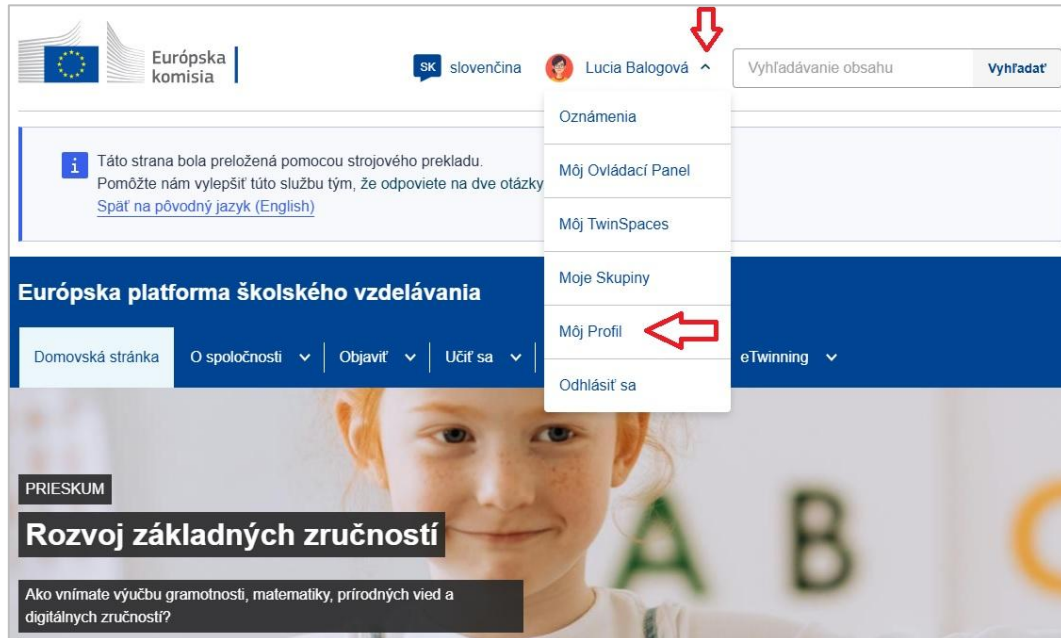 Európska
komisia
SK slovenčina
Lucia Balogová
Vyhľadávanie obsahu
Vyhľadať
Oznámenia
Môj Ovládací Panel
Môj TwinSpaces
Moje Skupiny
Môj Profil
Odhlásiť sa
i
Táto strana bola preložená pomocou strojového prekladu.
Pomôžte nám vylepšiť túto službu tým, že odpoviete na dve otázky
Späť na pôvodný jazyk (English)
Európska platforma školského vzdelávania
Domovská stránka
O spoločnosti
Objaviť
Učiť sa
eTwinning
PRIESKUM
Rozvoj základných zručností
Ako vnímate výučbu gramotnosti, matematiky, prírodných vied a
digitálnych zručností?
A B C